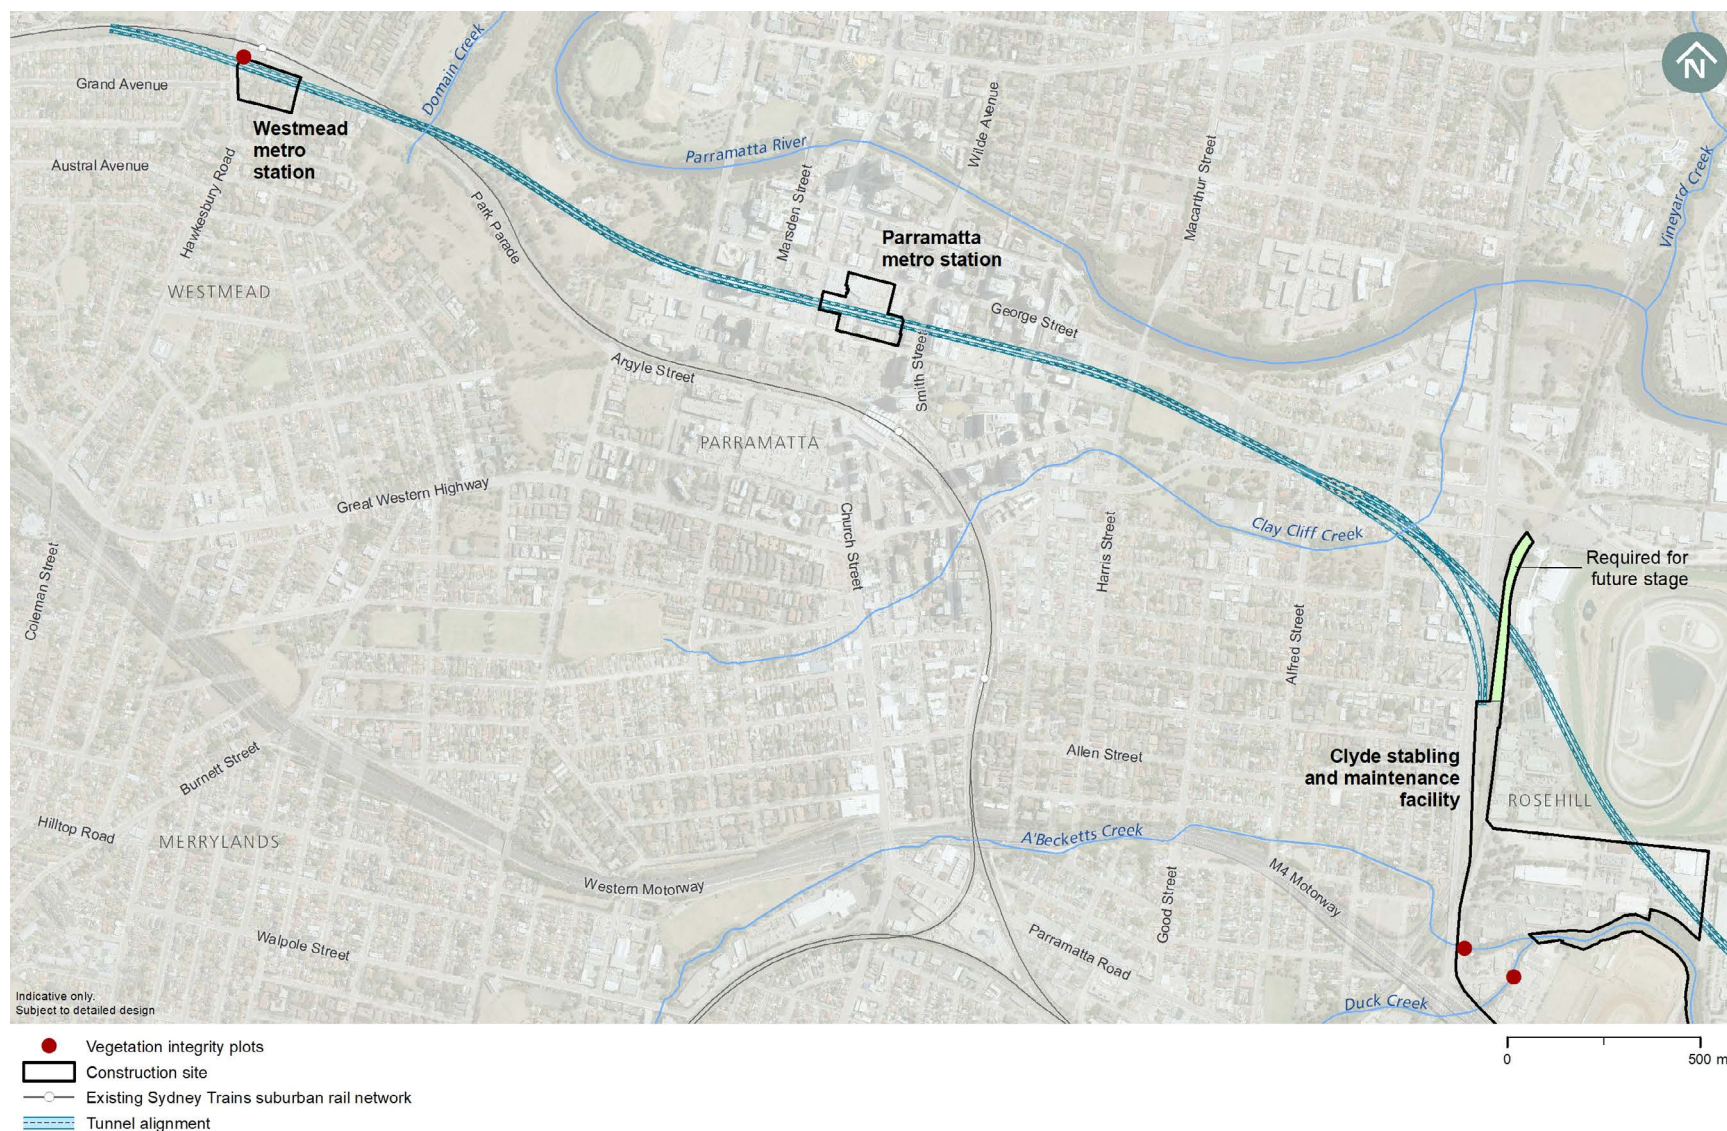 N
Domain Creek
Grand Avenue
Westmead
metro
station
Austral Avenue
Hawkesbury Road
Parramatta River
Wilde Avenue
Macarthur Street
Vineyard Creek
Park Parade
Marsden Street
Parramatta
metro station
WESTMEAD
George Street
Smith Street
Argyle Street
PARRAMATTA
Great Western Highway
Church Street
Harris Street
Clay Cliff Creek
Coleman Street
Required for
future stage
Alfred Street
Burnett Street
Allen Street
Clyde stabling
and maintenance
facility
ROSEHILL
Hilltop Road
MERRYLANDS
A'Becketts Creek
Western Motorway
Good Street
M4 Motorway
Walpole Street
Parramatta Road
Duck Creek
Indicative only.
Subject to detailed design
Vegetation integrity plots
Construction site
Existing Sydney Trains suburban rail network
Tunnel alignment
0
500 m